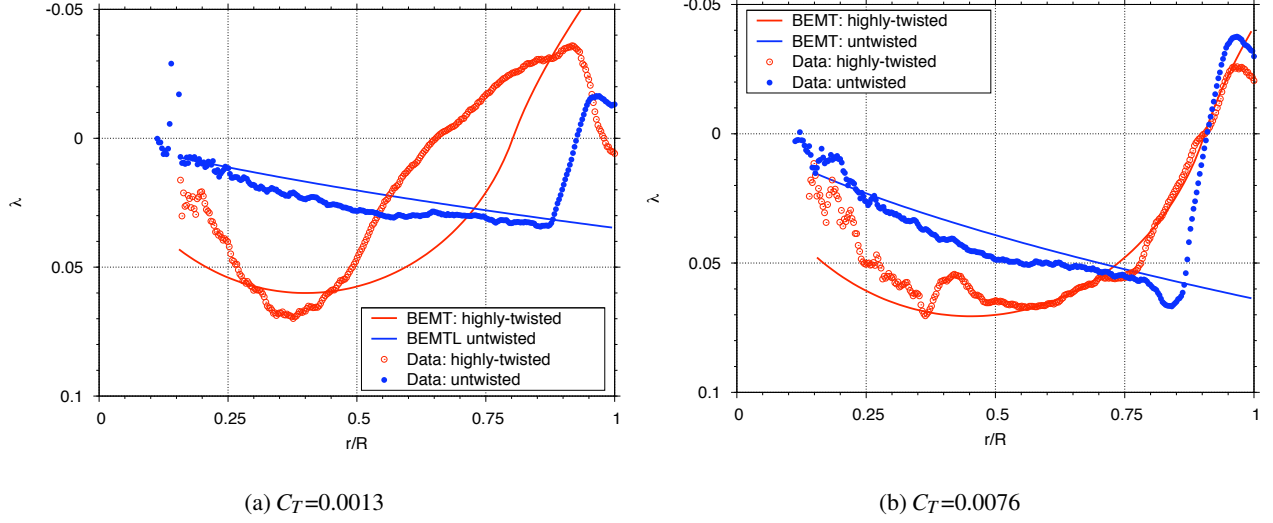 -0.05
0
0.05
0.1
λ
0
0.25
0.5
0.75
1
r/R
BEMT: highly-twisted
BEMTL untwisted
Data: highly-twisted
Data: untwisted
(a) C_T=0.0013
-0.05
0
0.05
0.1
λ
0
0.25
0.5
0.75
1
r/R
BEMT: highly-twisted
BEMT: untwisted
Data: highly-twisted
Data: untwisted
(b) C_T=0.0076